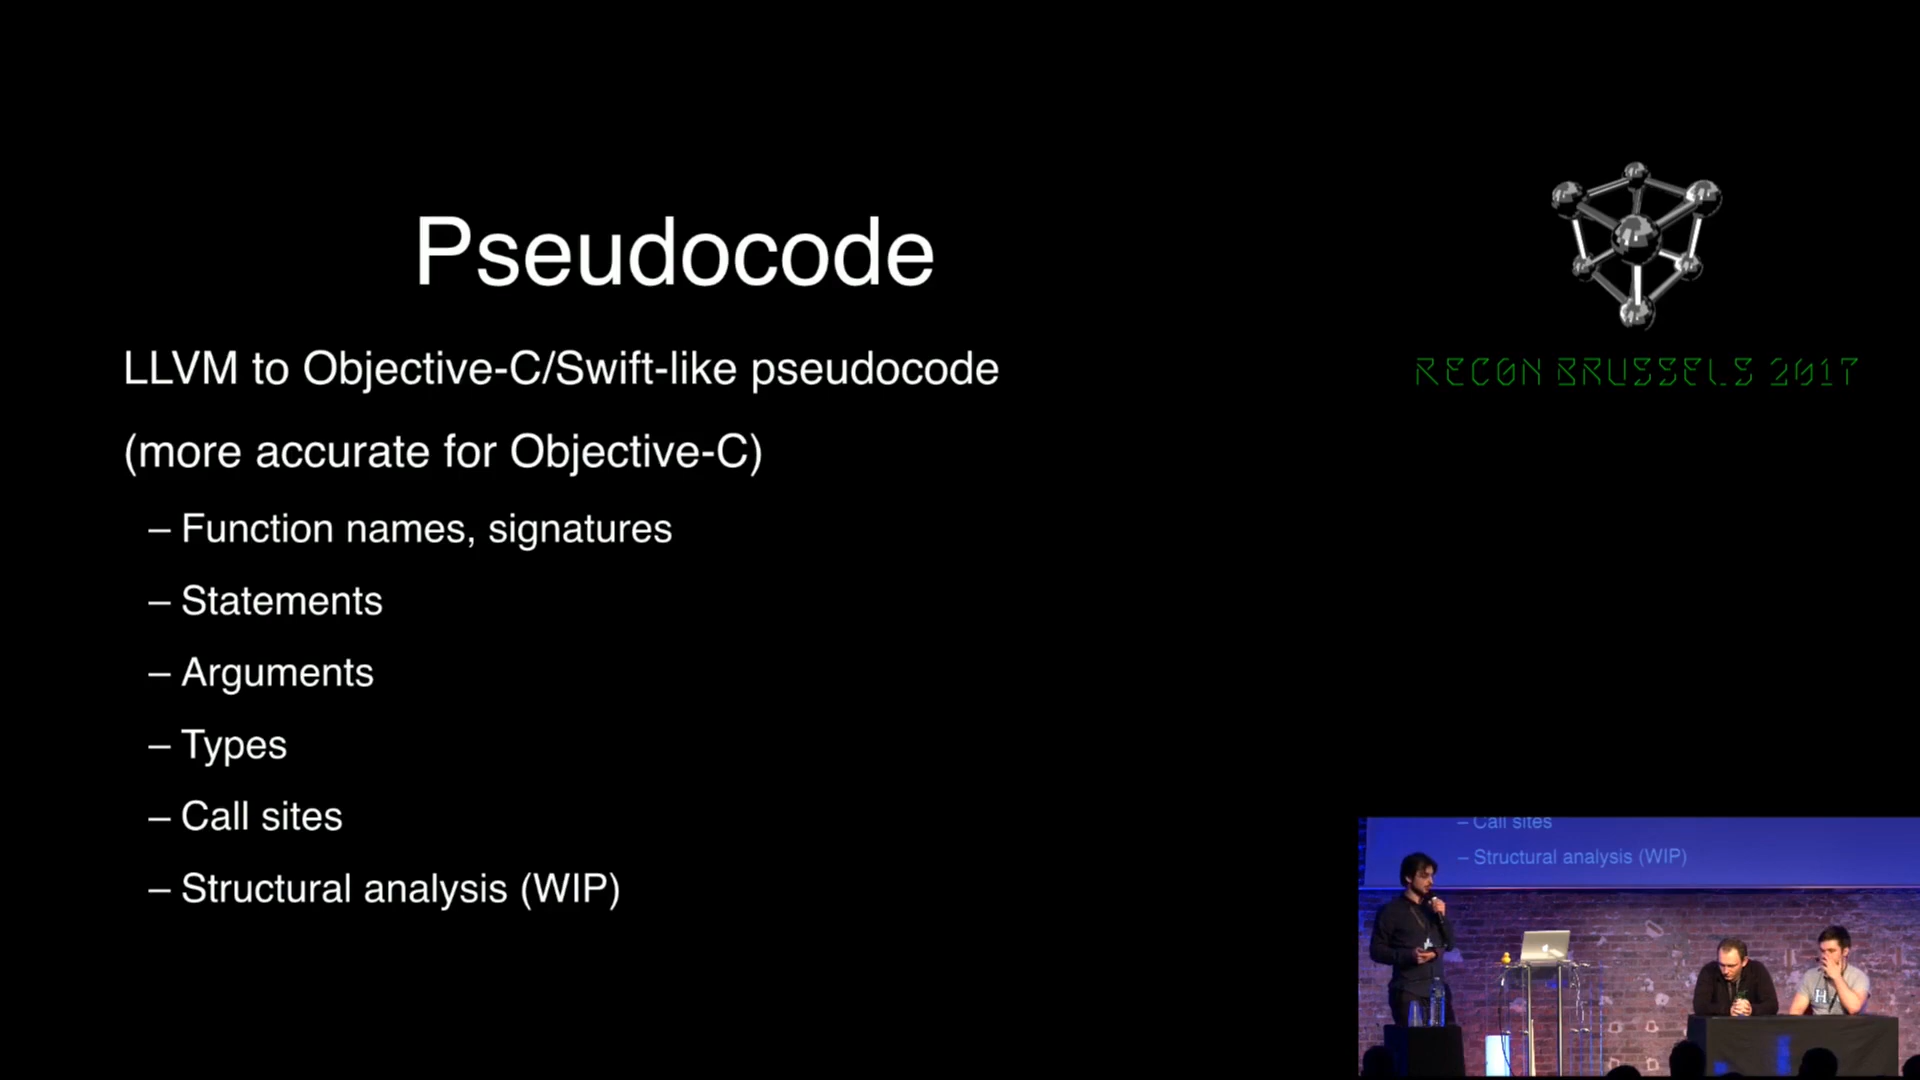 Pseudocode
LLVM to Objective-C/Swift-like pseudocode
(more accurate for Objective-C)
– Function names, signatures
– Statements
– Arguments
– Types
– Call sites
– Structural analysis (WIP)
RECON BRUSSELS 2017
– Call sites
– Structural analysis (WIP)
H